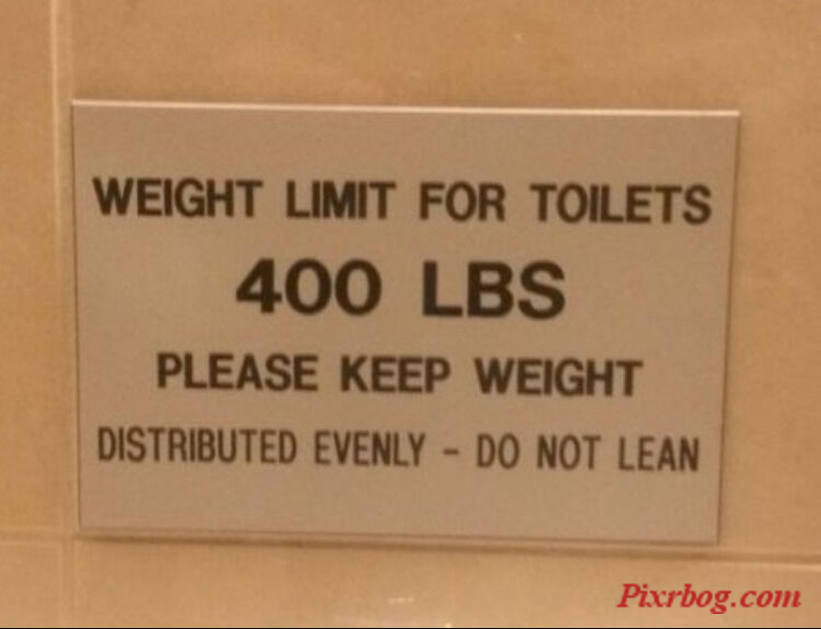 WEIGHT LIMIT FOR TOILETS
400 LBS
PLEASE KEEP WEIGHT
DISTRIBUTED EVENLY - DO NOT LEAN
Pixrbog.com